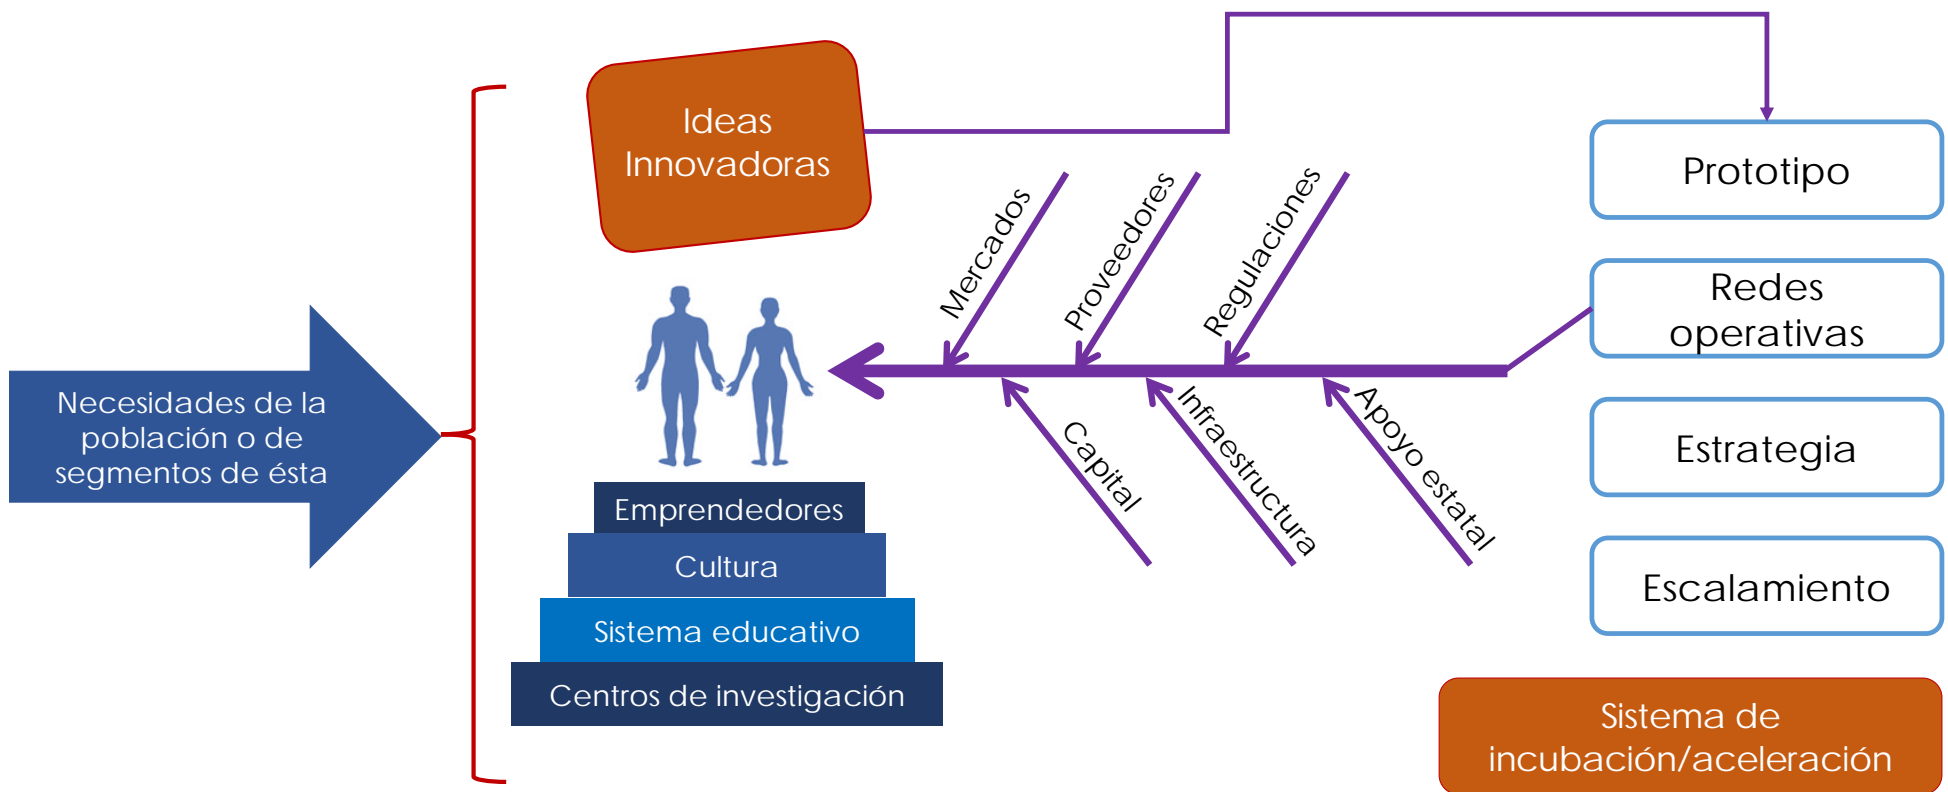 Necesidades de la
población o de
segmentos de ésta
Ideas
Innovadoras
Emprendedores
Cultura
Sistema educativo
Centros de investigación
Mercados
Proveedores
Regulaciones
Capital
Infraestructura
Apoyo estatal
Prototipo
Redes
operativas
Estrategia
Escalamiento
Sistema de
incubación/aceleración